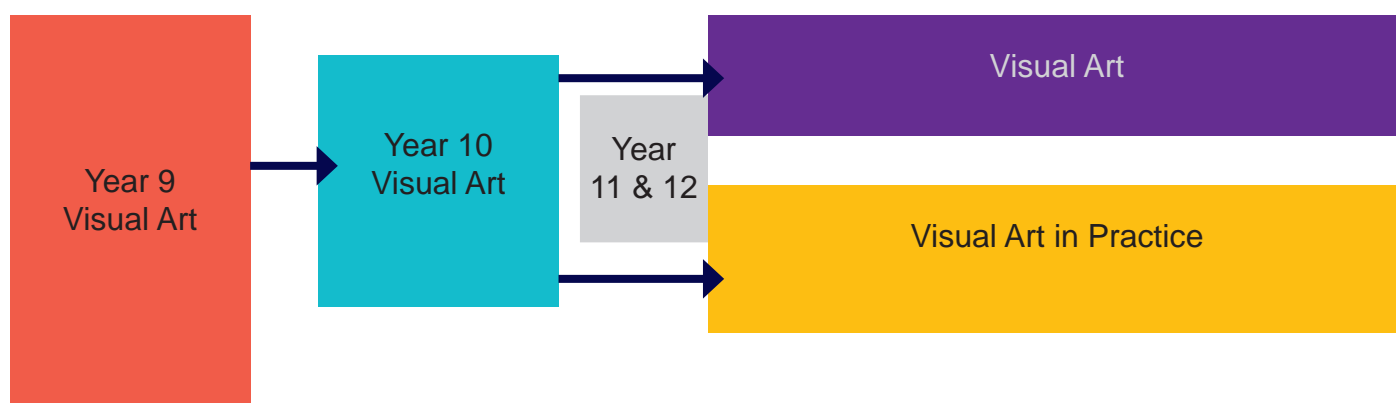 Year 9
Visual Art
Year 10
Visual Art
Year
11 & 12
Visual Art
Visual Art in Practice